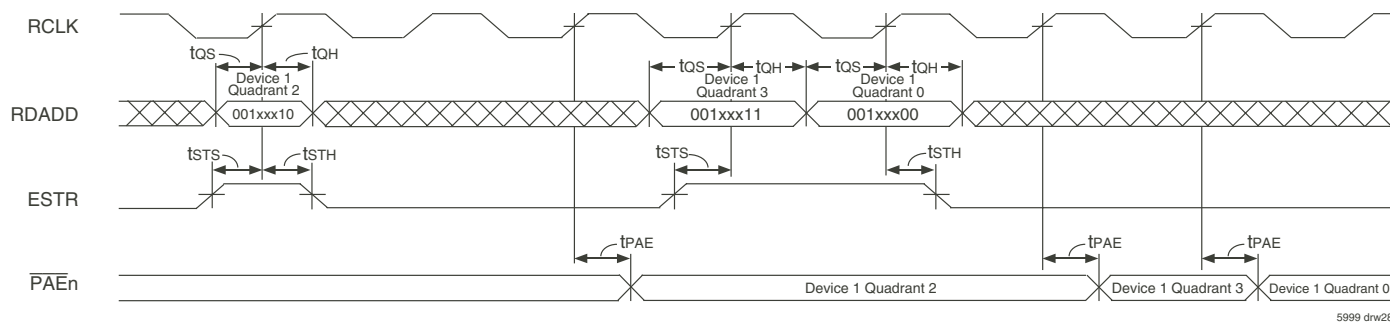 RCLK
tQS tQH tQS tQH tQS tQH
Device 1
Quadrant 2
Device 1
Quadrant 3
Device 1
Quadrant 0
RDADD
001xxx10
001xxx11
001xxx00
tSTS tSTH tSTS tSTH
ESTR
tPAE tPAE tPAE
PAEn
Device 1 Quadrant 2
Device 1 Quadrant 3
Device 1 Quadrant 0
5999 drw28